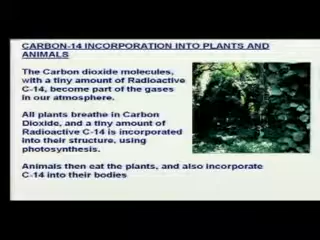 CARBON-14 INCORPORATION INTO PLANTS AND
ANIMALS
The Carbon dioxide molecules,
with a tiny amount of Radioactive
C-14, become part of the gases
in our atmosphere.
All plants breathe in Carbon
Dioxide, and a tiny amount of
Radioactive C-14 is incorporated
into their structure, using
photosynthesis.
Animals then eat the plants, and also incorporate
C-14 into their bodies